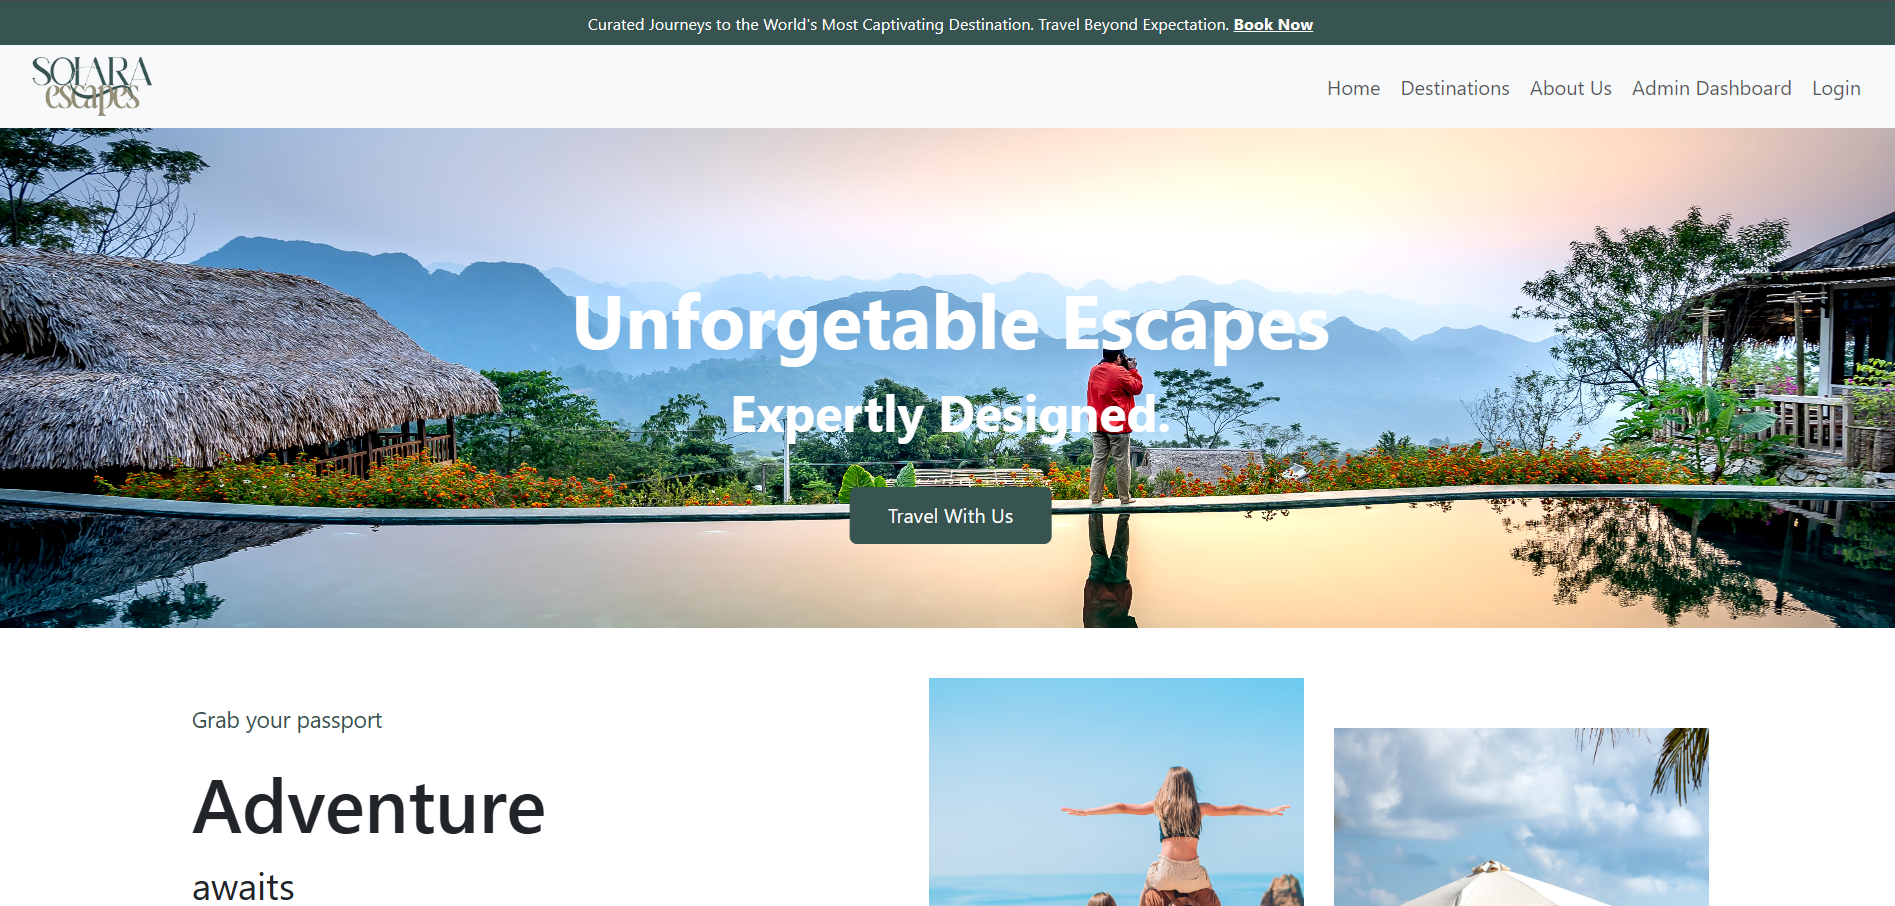 Curated Journeys to the World's Most Captivating Destination. Travel Beyond Expectation. Book Now
SOLARA
escapes
Home Destinations About Us Admin Dashboard Login
Unforgetable Escapes
Expertly Designed.
Travel With Us
Grab your passport
Adventure
awaits